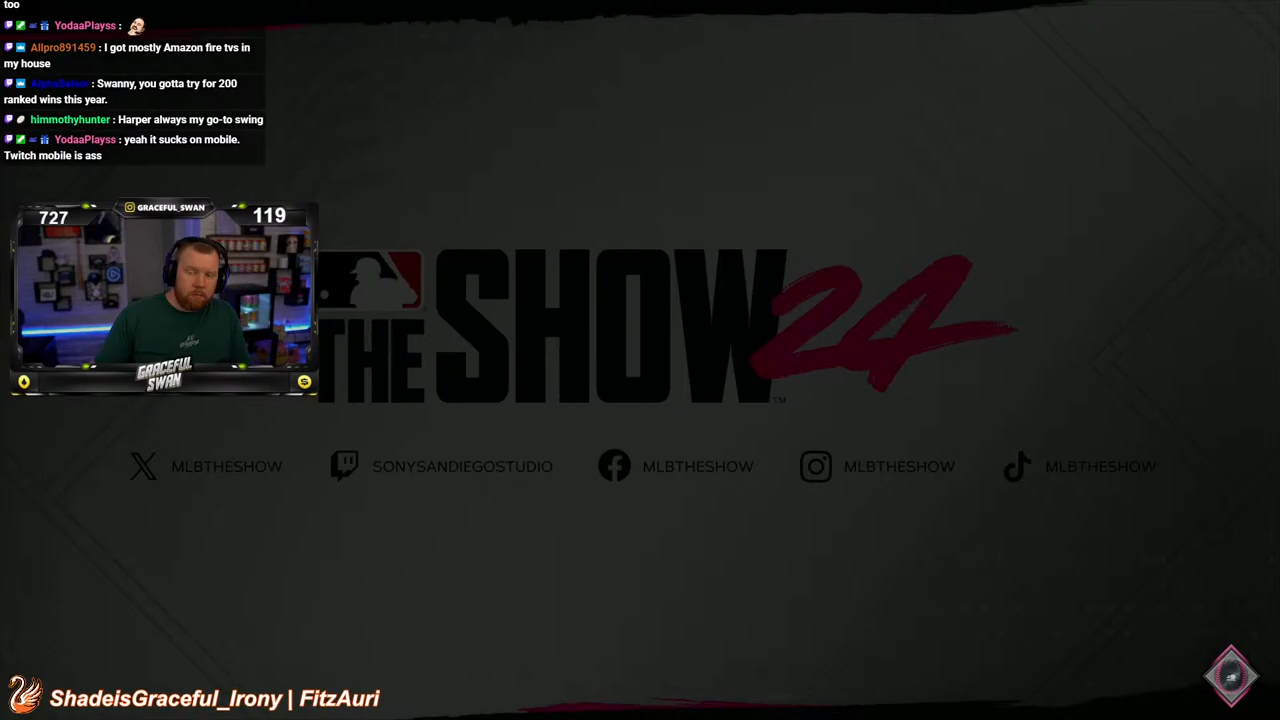 too
YodaaPlayss :
Allpro891459 : I got mostly Amazon fire tvs in
my house
: Swanny, you gotta try for 200
ranked wins this year.
himmothyhunter : Harper always my go-to swing
YodaaPlayss : yeah it sucks on mobile.
Twitch mobile is ass
727
GRACEFUL_SWAN
119
GRACEFUL
SWAN
THE SHOW 24
TM
MLBTHESHOW
SONYSANDIEGOSTUDIO
MLBTHESHOW
MLBTHESHOW
MLBTHESHOW
ShadeisGraceful_Irony | FitzAuri